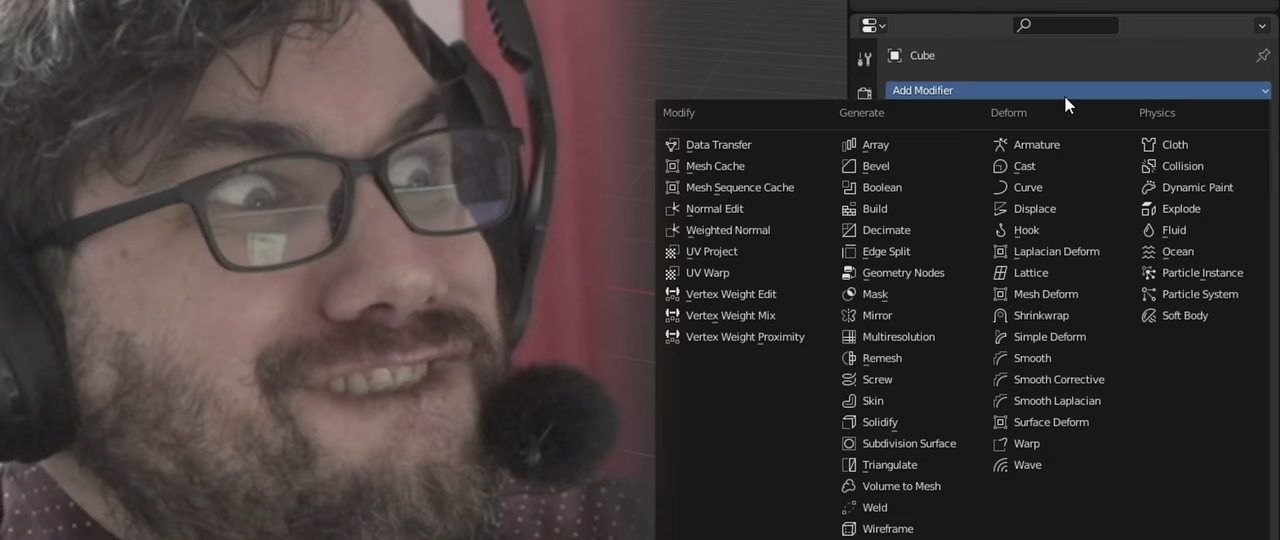 Cube
Add Modifier
Modify
Data Transfer
Mesh Cache
Mesh Sequence Cache
Normal Edit
Weighted Normal
UV Project
UV Warp
Vertex Weight Edit
Vertex Weight Mix
Vertex Weight Proximity
Generate
Array
Bevel
Boolean
Build
Decimate
Edge Split
Geometry Nodes
Mask
Mirror
Multiresolution
Remesh
Screw
Skin
Solidify
Subdivision Surface
Triangulate
Volume to Mesh
Weld
Wireframe
Deform
Armature
Cast
Curve
Displace
Hook
Laplacian Deform
Lattice
Mesh Deform
Shrinkwrap
Simple Deform
Smooth
Smooth Corrective
Smooth Laplacian
Surface Deform
Warp
Wave
Physics
Cloth
Collision
Dynamic Paint
Explode
Fluid
Ocean
Particle Instance
Particle System
Soft Body